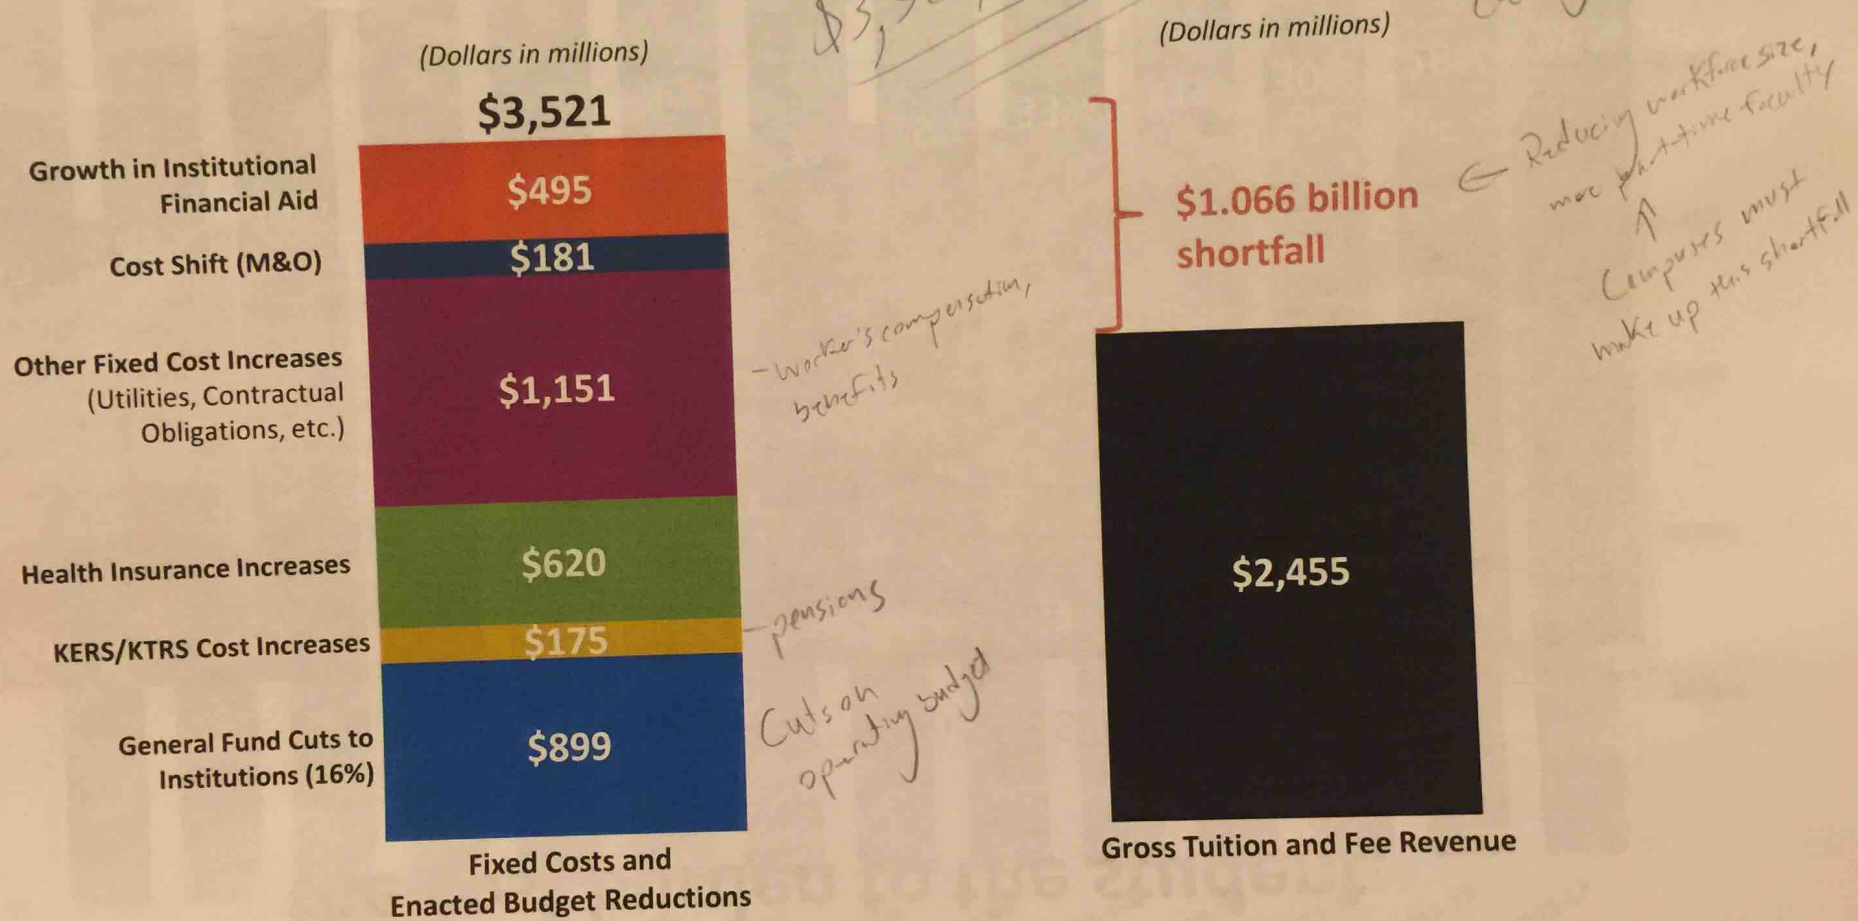 (Dollars in millions)
$3,521
Growth in Institutional
Financial Aid
$495
Cost Shift (M&O)
$181
Other Fixed Cost Increases
(Utilities, Contractual
Obligations, etc.)
$1,151
Health Insurance Increases
$620
KERS/KTRS Cost Increases
$175
General Fund Cuts to
Institutions (16%)
$899
Fixed Costs and
Enacted Budget Reductions
- worker's compensation,
benefits
- pensions
Cuts on
operating budget
(Dollars in millions)
$1.066 billion
shortfall
$2,455
Gross Tuition and Fee Revenue
← Reducing workforce size,
more part-time faculty
↑
Campuses must
make up this shortfall